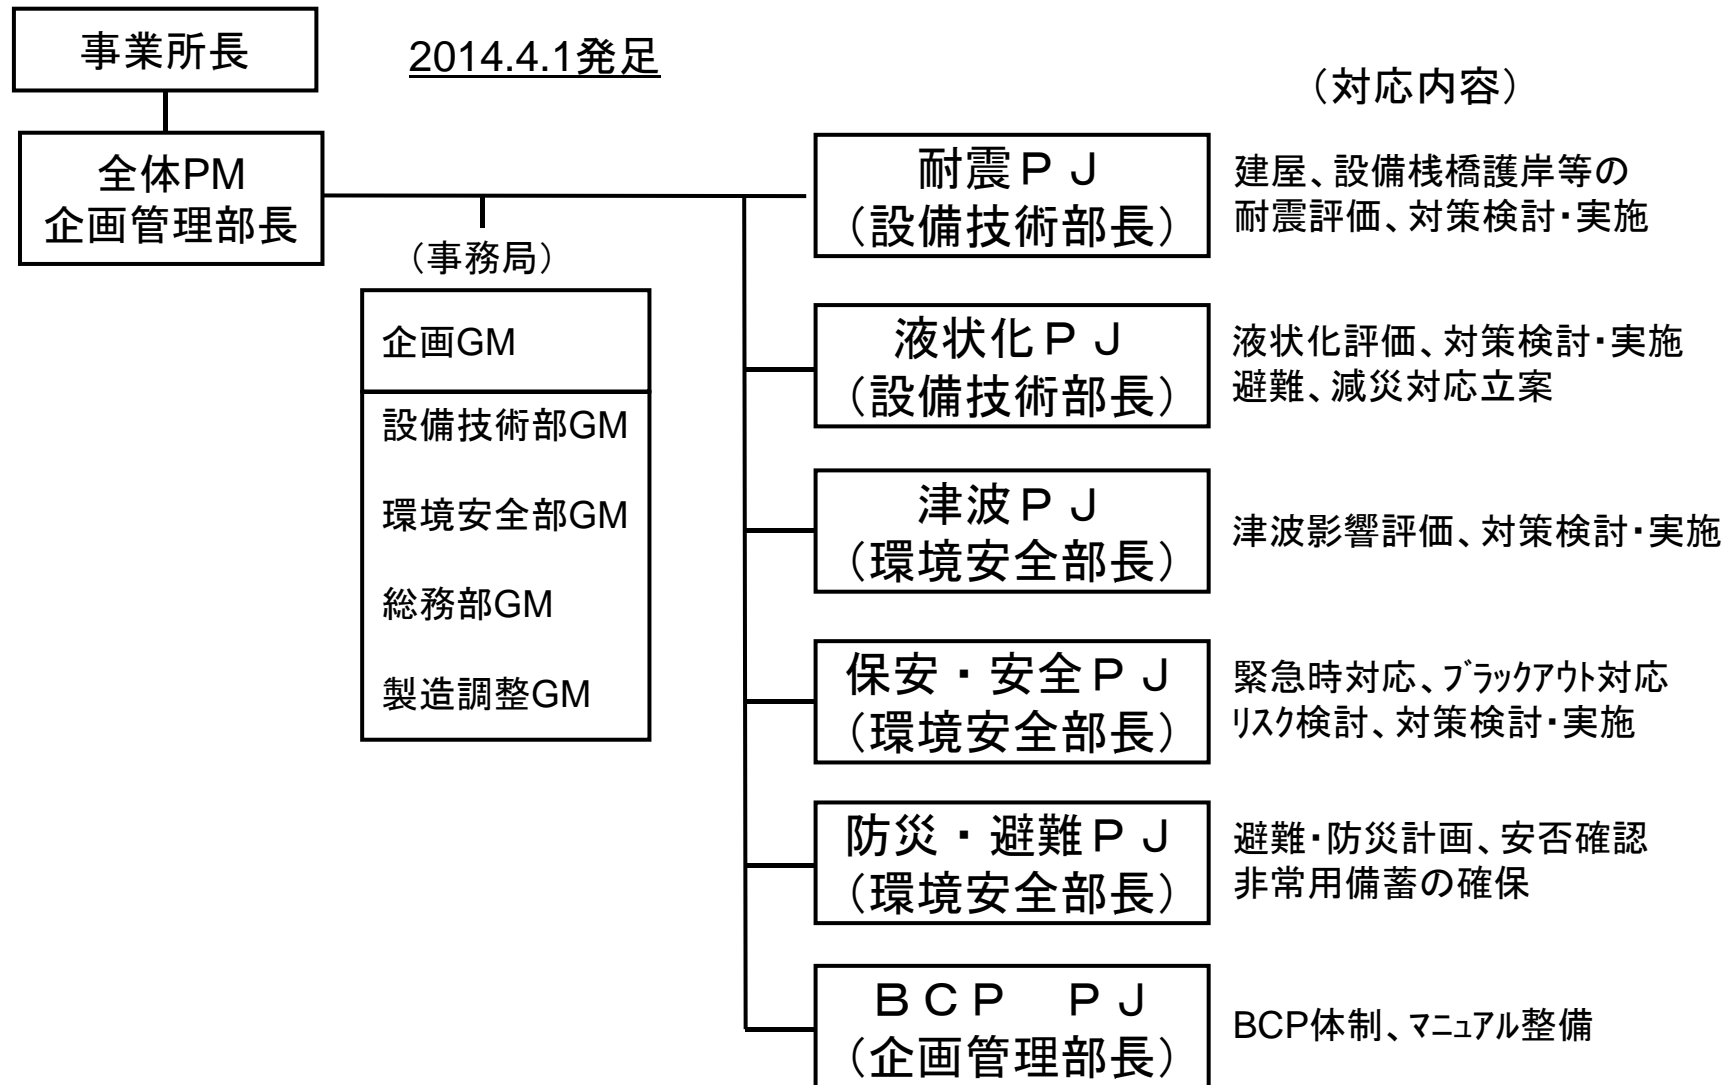 事業所長
2014.4.1発足
(対応内容)
全体PM
企画管理部長
(事務局)
企画GM
設備技術部GM
環境安全部GM
総務部GM
製造調整GM
耐震ＰＪ
(設備技術部長)
建屋、設備桟橋護岸等の
耐震評価、対策検討・実施
液状化ＰＪ
(設備技術部長)
液状化評価、対策検討・実施
避難、減災対応立案
津波ＰＪ
(環境安全部長)
津波影響評価、対策検討・実施
保安・安全ＰＪ
(環境安全部長)
緊急時対応、ﾌﾞﾗｯｸｱｳﾄ対応
ﾘｽｸ検討、対策検討・実施
防災・避難ＰＪ
(環境安全部長)
避難・防災計画、安否確認
非常用備蓄の確保
ＢＣＰ　ＰＪ
(企画管理部長)
BCP体制、ﾏﾆｭｱﾙ整備